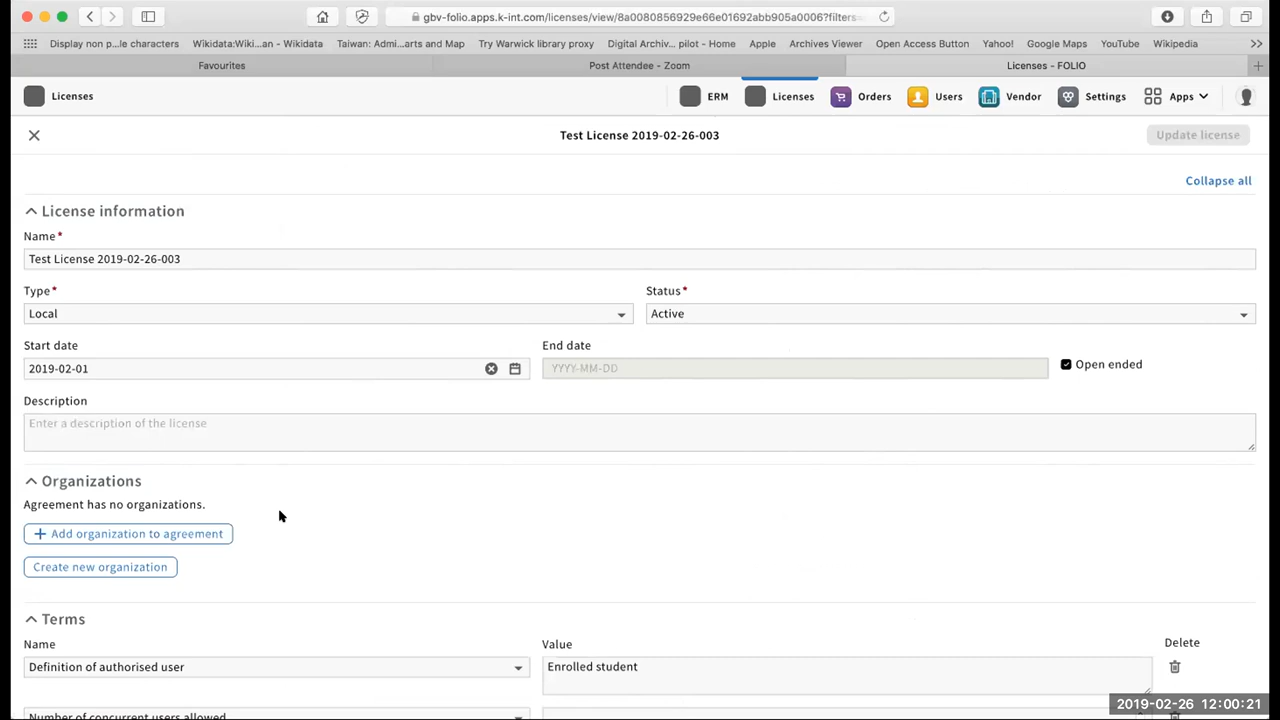 gbv-folio.apps.k-int.com/licenses/view/8a0080856929e66e01692abb905a0006?filters=
Display non p...le characters Wikidata:Wiki...an - Wikidata Taiwan: Admi...arts and Map Try Warwick library proxy Digital Archiv... pilot - Home Apple Archives Viewer Open Access Button Yahoo! Google Maps YouTube Wikipedia
Favourites Post Attendee - Zoom Licenses - FOLIO
Licenses ERM Licenses Orders Users Vendor Settings Apps
Test License 2019-02-26-003 Update license
Collapse all
License information
Name*
Test License 2019-02-26-003
Type* Status*
Local Active
Start date End date
2019-02-01 YYYY-MM-DD Open ended
Description
Enter a description of the license
Organizations
Agreement has no organizations.
+ Add organization to agreement
Create new organization
Terms
Name Value Delete
Definition of authorised user Enrolled student
Number of concurrent users allowed
2019-02-26 12:00:21